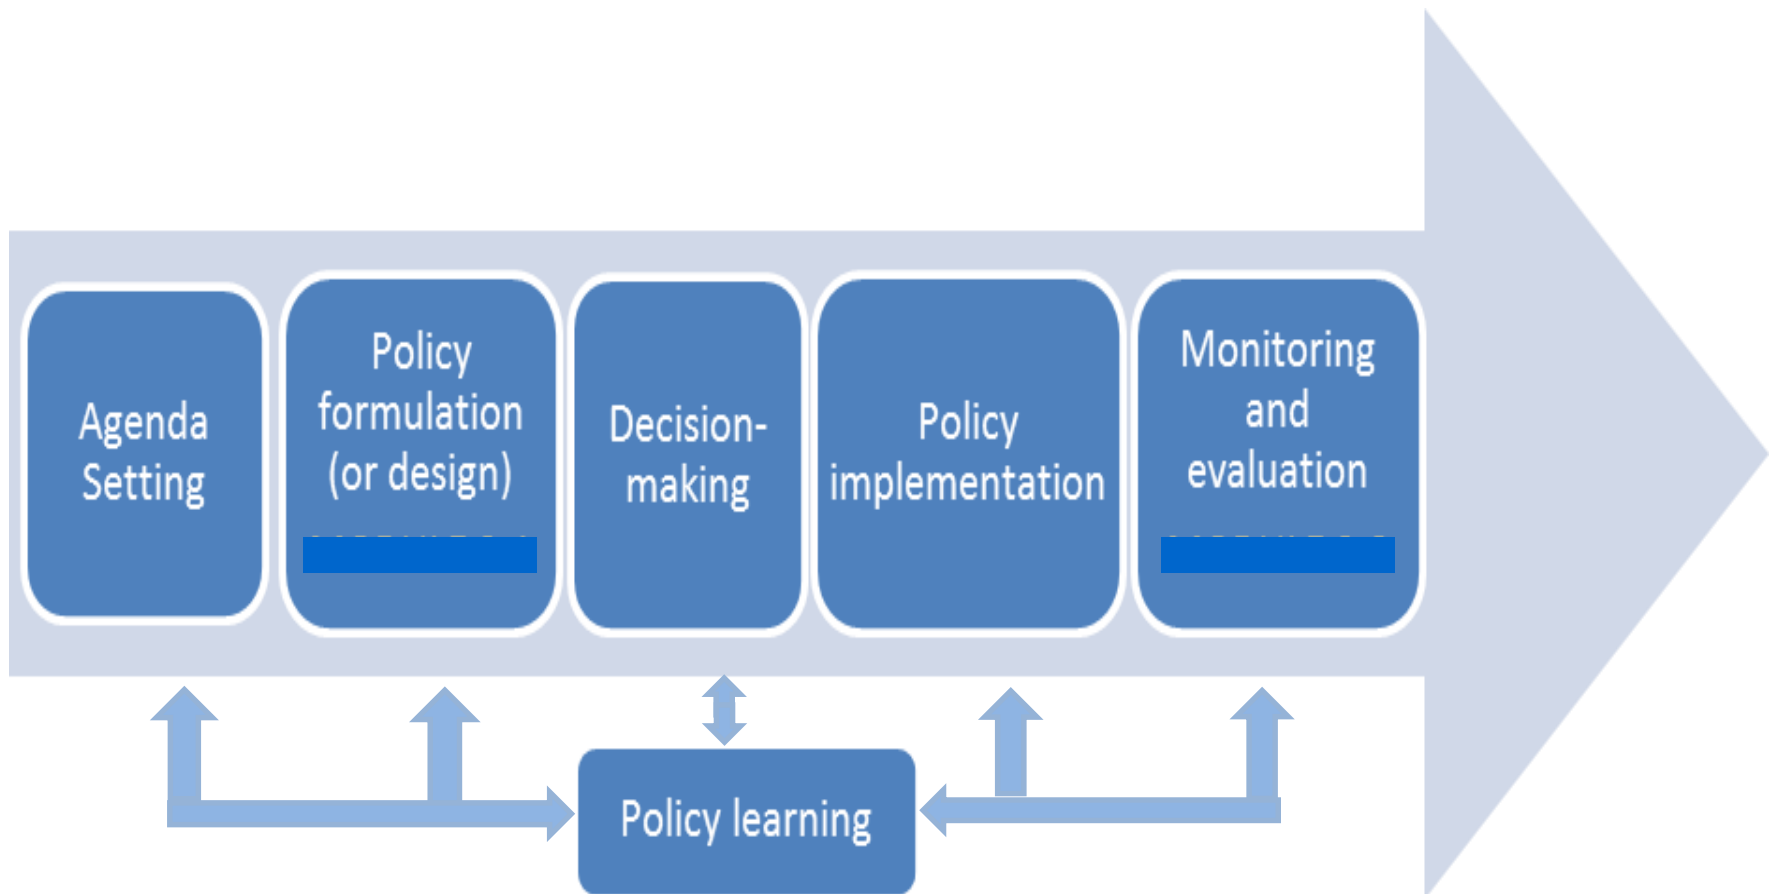 Agenda
Setting
Policy
formulation
(or design)
Decision-
making
Policy
implementation
Monitoring
and
evaluation
Policy learning